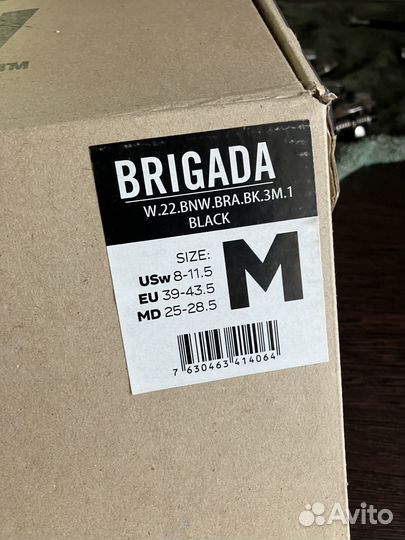 BRIGADA
W.22.BNW.BRA.BK.3M.1
BLACK
SIZE:
USw 8-11.5
EU 39-43.5
MD 25-28.5
M
7 630463 414064
Avito